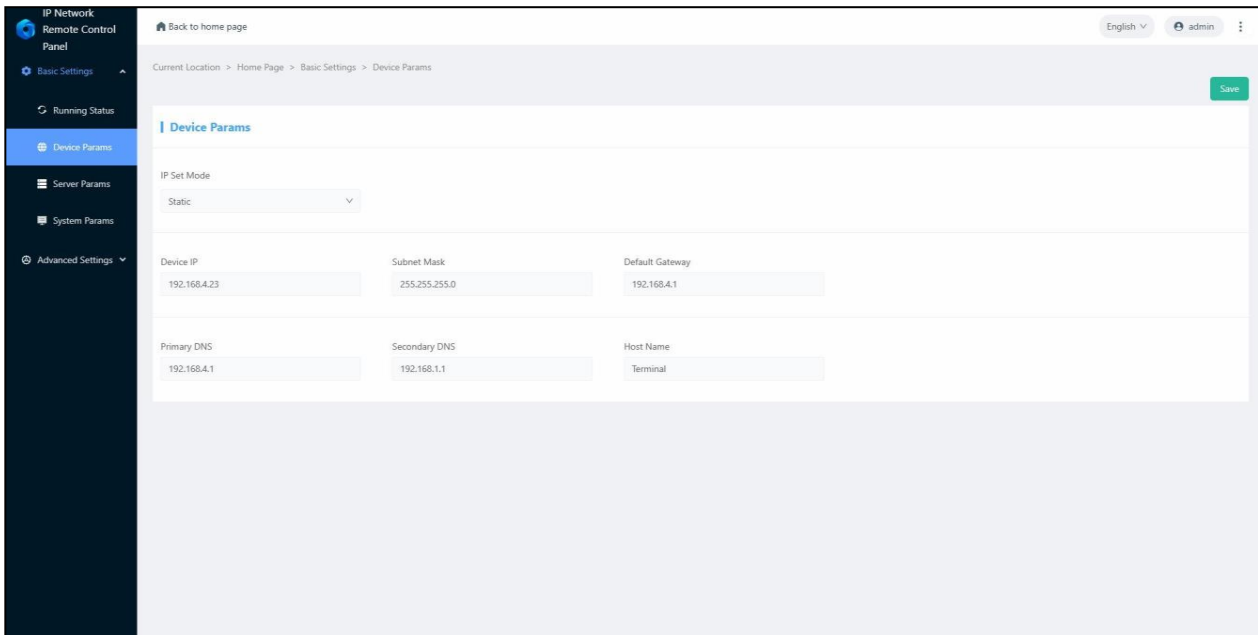 IP Network
Remote Control
Panel
Back to home page
English
admin
Basic Settings
Current Location > Home Page > Basic Settings > Device Params
Save
Running Status
Device Params
Device Params
Server Params
System Params
Advanced Settings
IP Set Mode
Static
Device IP
Subnet Mask
Default Gateway
192.168.4.23
255.255.255.0
192.168.4.1
Primary DNS
Secondary DNS
Host Name
192.168.4.1
192.168.1.1
Terminal